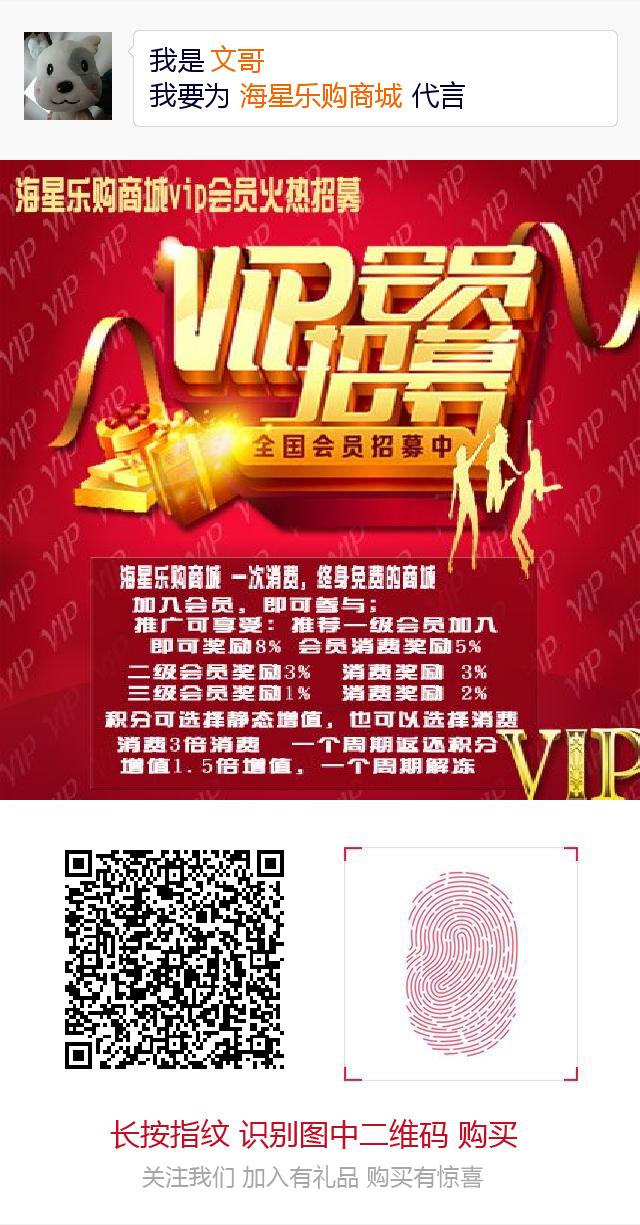 我是 文哥
我要为 海星乐购商城 代言
海星乐购商城vip会员火热招募
VIP会员
招募
全国会员招募中
海星乐购商城 一次消费，终身免费的商城
加入会员，即可参与；
推广可享受：推荐一级会员加入
即可奖励8% 会员消费奖励5%
二级会员奖励3% 消费奖励 3%
三级会员奖励1% 消费奖励 2%
积分可选择静态增值，也可以选择消费
消费3倍消费 一个周期返还积分
增值1.5倍增值，一个周期解冻
VIP
长按指纹 识别图中二维码 购买
关注我们 加入有礼品 购买有惊喜